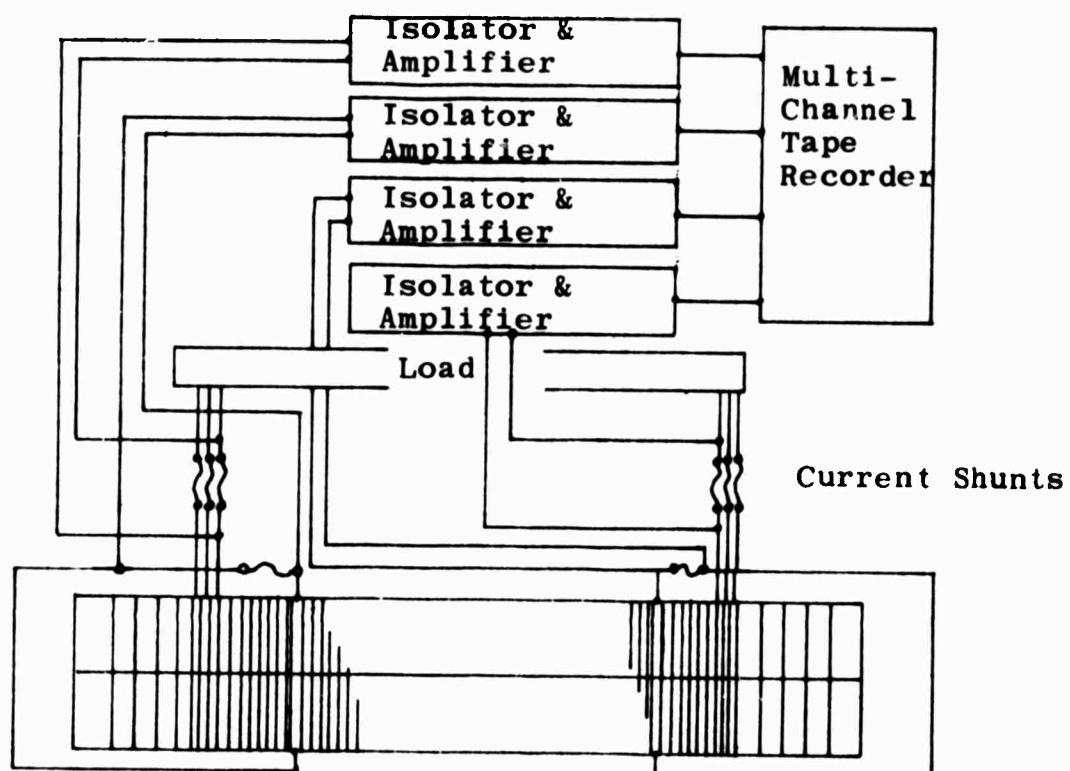 Isolator &
Amplifier
Isolator &
Amplifier
Isolator &
Amplifier
Isolator &
Amplifier
Multi-
Channel
Tape
Recorder
Load
Current Shunts